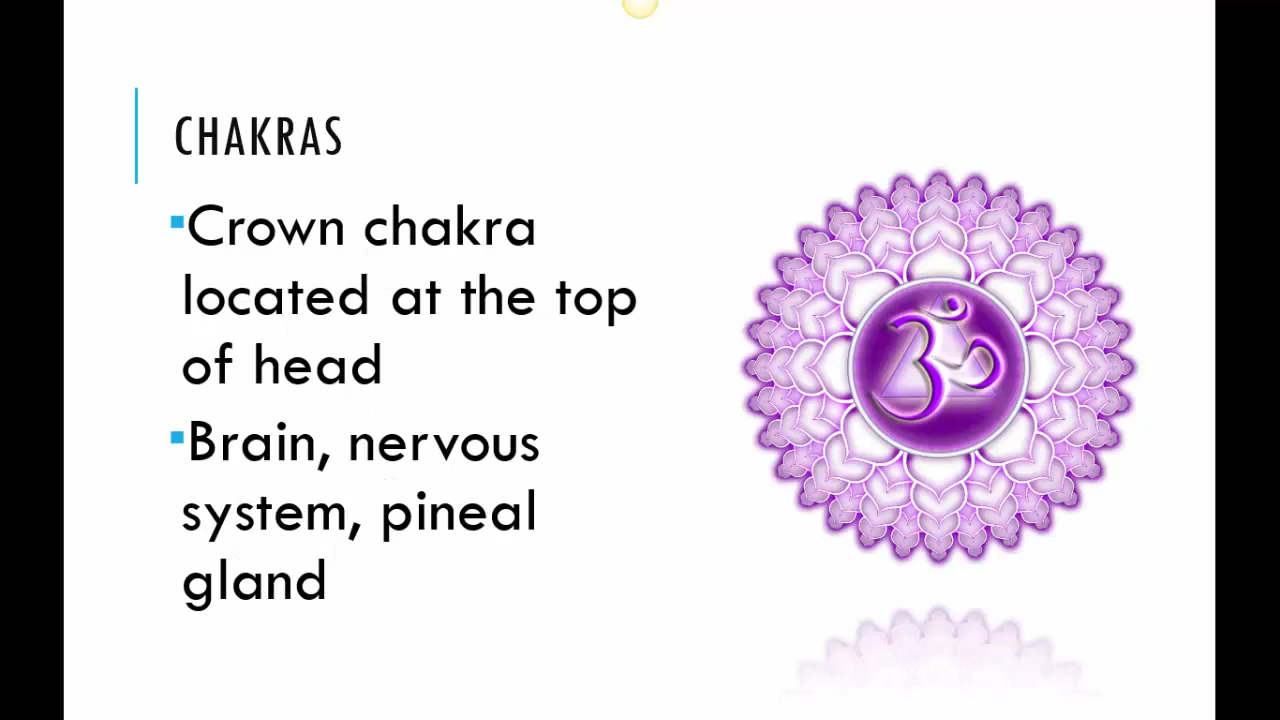 CHAKRAS
▪Crown chakra
located at the top
of head
▪Brain, nervous
system, pineal
gland
ॐ